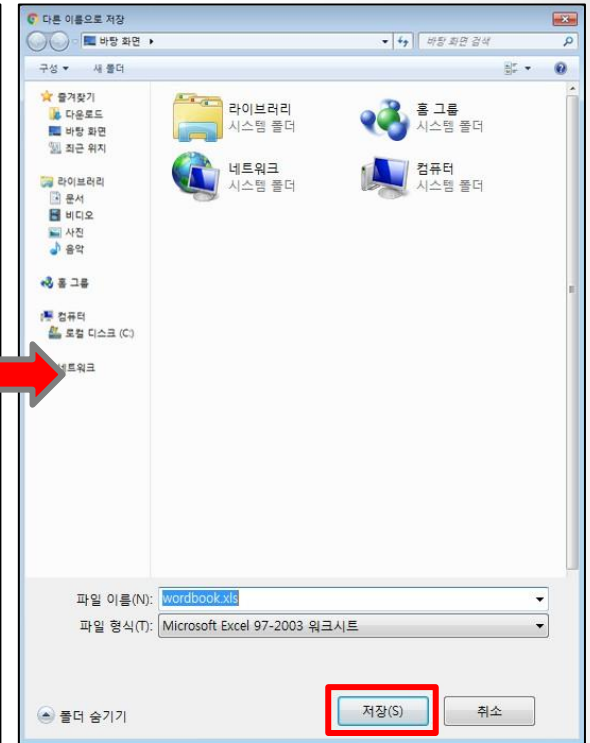 다른 이름으로 저장
바탕 화면
바탕 화면 검색
구성 새 폴더
즐겨찾기
다운로드
바탕 화면
최근 위치
라이브러리
문서
비디오
사진
음악
홈 그룹
컴퓨터
로컬 디스크 (C:)
네트워크
라이브러리
시스템 폴더
홈 그룹
시스템 폴더
네트워크
시스템 폴더
컴퓨터
시스템 폴더
파일 이름(N): wordbook.xls
파일 형식(T): Microsoft Excel 97-2003 워크시트
폴더 숨기기
저장(S)
취소